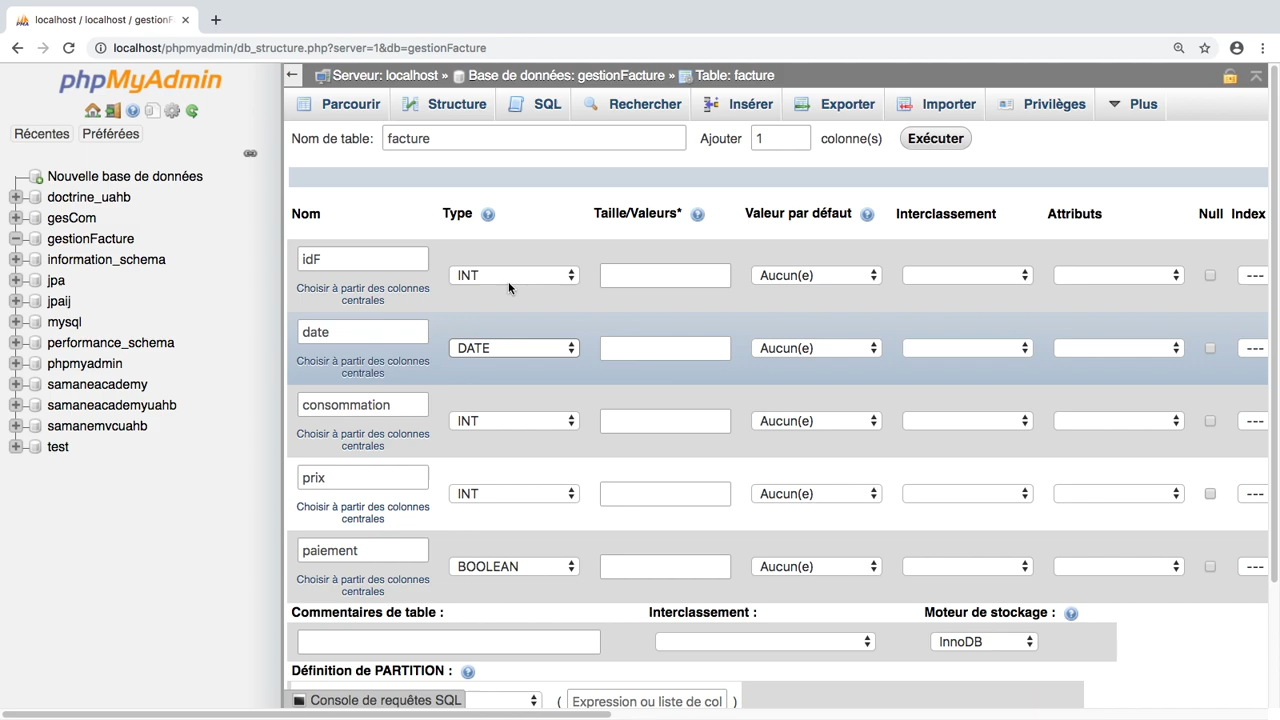 localhost / localhost / gestionF
localhost/phpmyadmin/db_structure.php?server=1&db=gestionFacture
phpMyAdmin
Récentes Préférées
Nouvelle base de données
doctrine_uahb
gesCom
gestionFacture
information_schema
jpa
jpaij
mysql
performance_schema
phpmyadmin
samaneacademy
samaneacademyuahb
samanemvcuahb
test
Serveur: localhost » Base de données: gestionFacture » Table: facture
Parcourir Structure SQL Rechercher Insérer Exporter Importer Privilèges Plus
Nom de table: facture Ajouter 1 colonne(s) Exécuter
Nom Type Taille/Valeurs* Valeur par défaut Interclassement Attributs Null Index
idF INT Aucun(e) ---
Choisir à partir des colonnes
centrales
date DATE Aucun(e) ---
Choisir à partir des colonnes
centrales
consommation INT Aucun(e) ---
Choisir à partir des colonnes
centrales
prix INT Aucun(e) ---
Choisir à partir des colonnes
centrales
paiement BOOLEAN Aucun(e) ---
Choisir à partir des colonnes
centrales
Commentaires de table : Interclassement : Moteur de stockage :
InnoDB
Définition de PARTITION :
Console de requêtes SQL ( Expression ou liste de col )